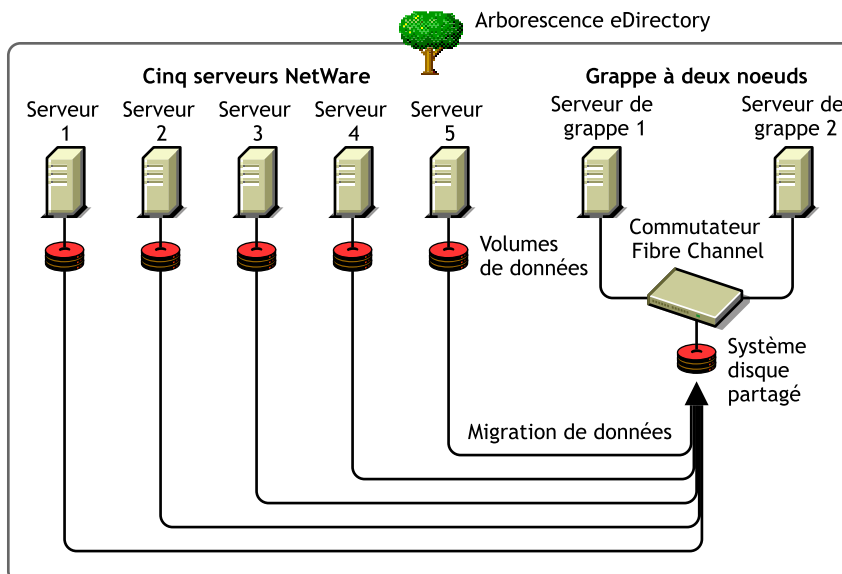 Arborescence eDirectory
Cinq serveurs NetWare
Grappe à deux noeuds
Serveur
1
Serveur
2
Serveur
3
Serveur
4
Serveur
5
Serveur de
grappe 1
Serveur de
grappe 2
Volumes
de données
Commutateur
Fibre Channel
Système
disque
partagé
Migration de données